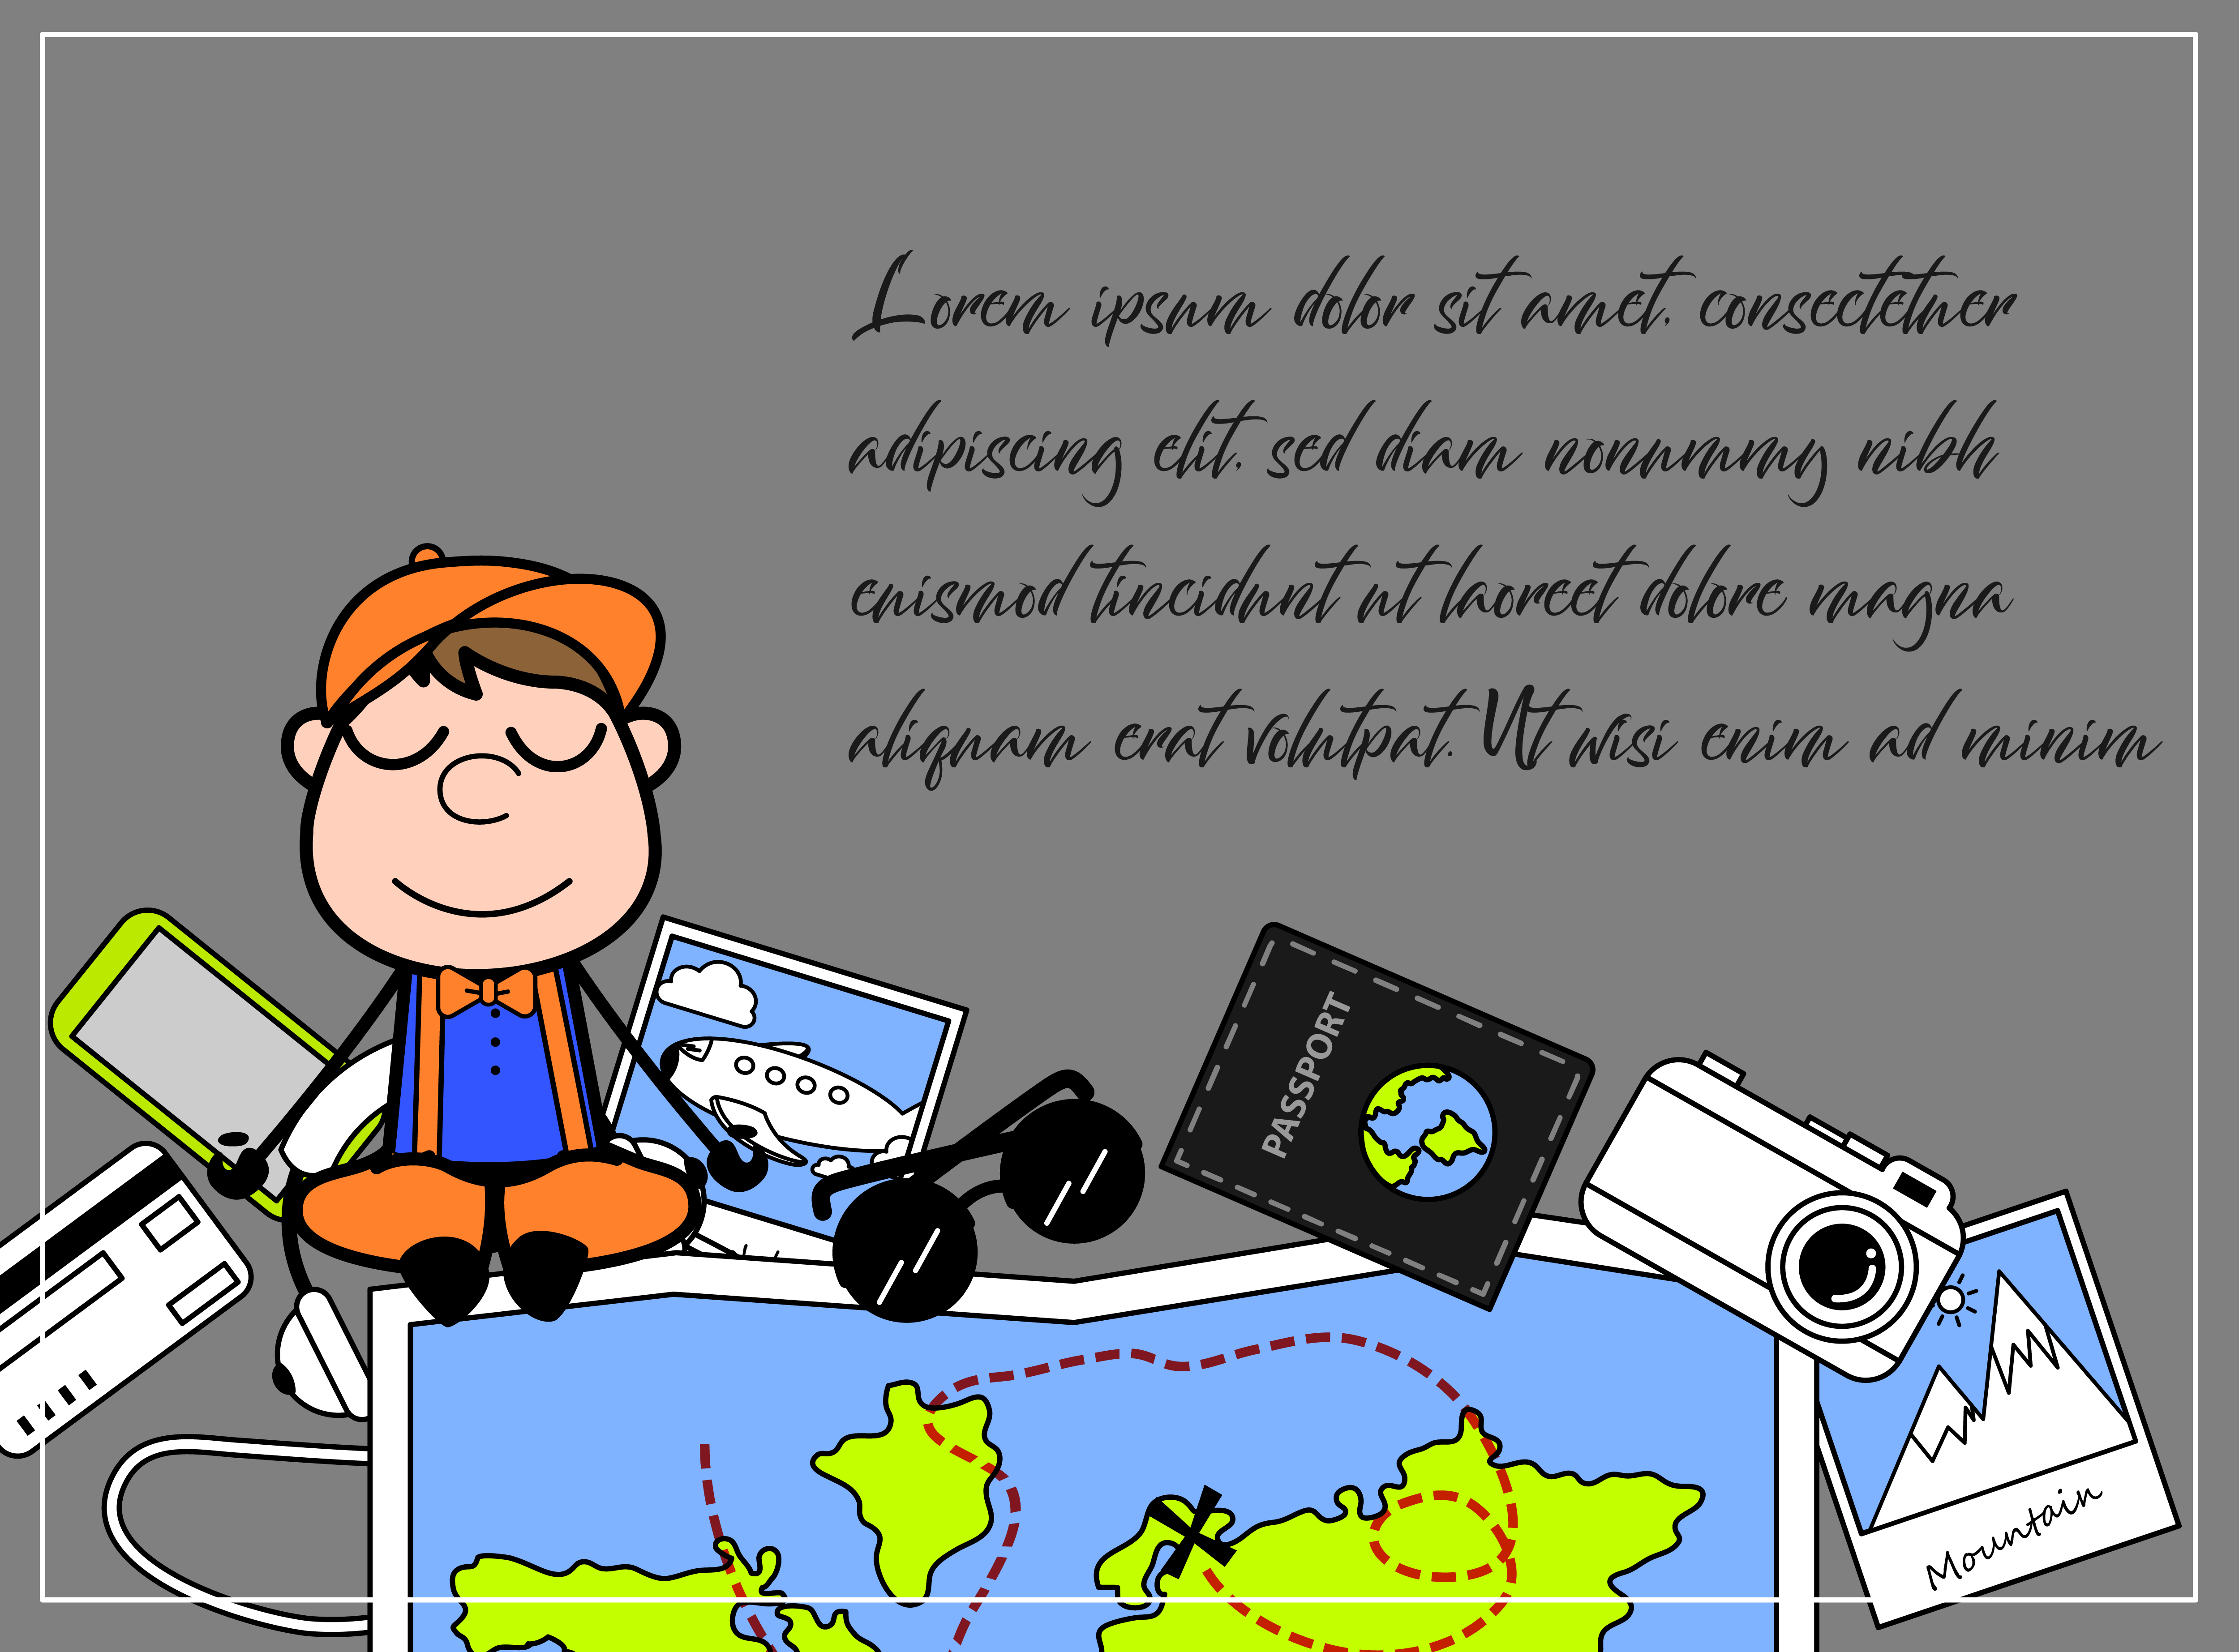 Lorem ipsum dolor sit amet, consectetuer
adipiscing elit, sed diam nonummy nibh
euismod tincidunt ut laoreet dolore magna
aliquam erat volutpat. Ut wisi enim ad minim
PASSPORT
Mountain